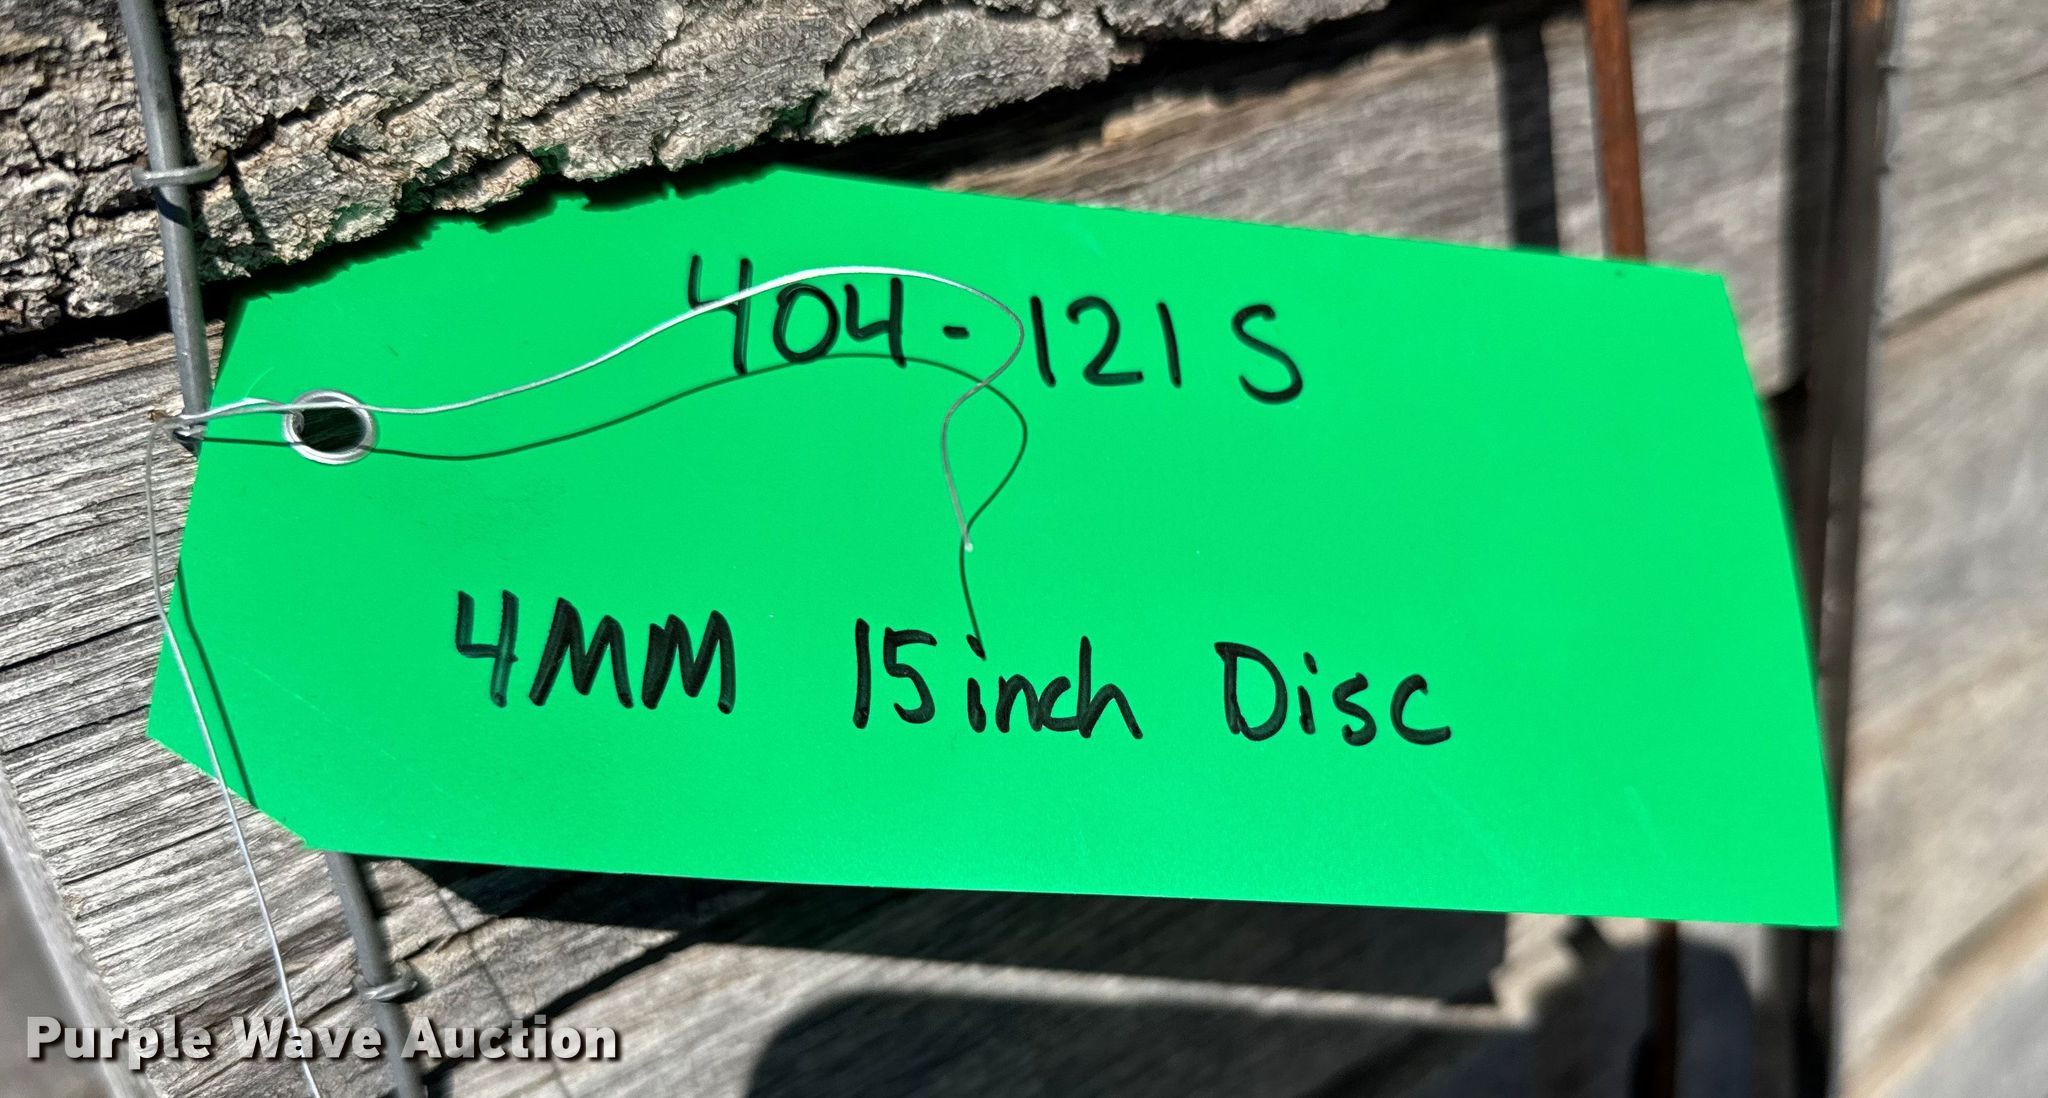 404-121S
4MM 15inch Disc
Purple Wave Auction